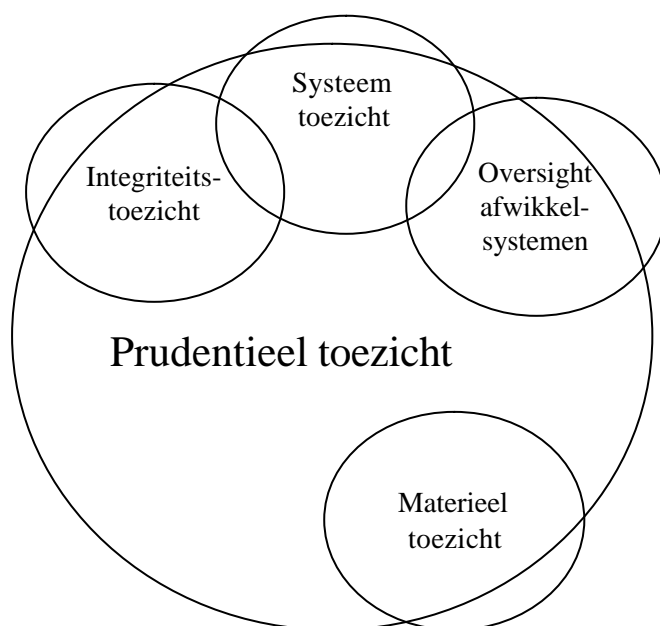 Systeem
toezicht
Integriteits-
toezicht
Oversight
afwikkel-
systemen
Prudentieel toezicht
Materieel
toezicht